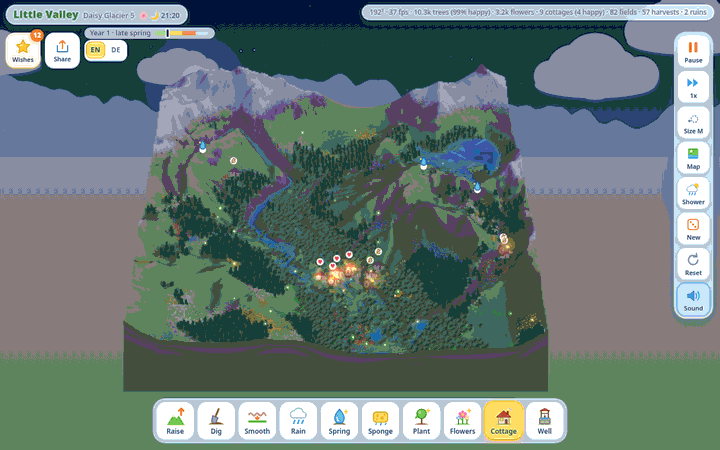 Little Valley Daisy Glacier 5 21:20
192² · 37 fps · 10.3k trees (99% happy) · 3.2k flowers · 9 cottages (4 happy) · 82 fields · 57 harvests · 2 ruins
Year 1 · late spring
12
Wishes
Share
EN DE
Pause
1x
Size M
Map
Shower
New
Reset
Sound
Raise Dig Smooth Rain Spring Sponge Plant Flowers Cottage Well